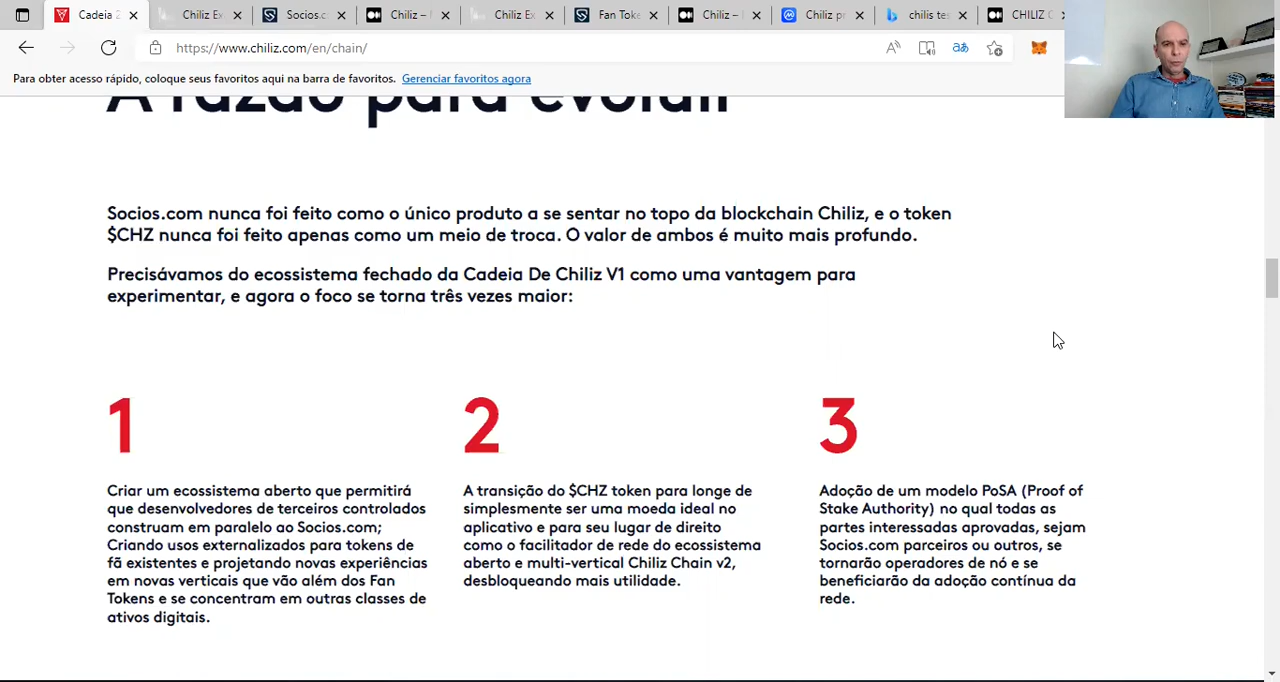 Cadeia 2
Chiliz Ex
Socios.c
Chiliz –
Chiliz Ex
Fan Toke
Chiliz –
Chiliz p
chilis tes
CHILIZ
https://www.chiliz.com/en/chain/
Para obter acesso rápido, coloque seus favoritos aqui na barra de favoritos. Gerenciar favoritos agora
A razão para evoluir
Socios.com nunca foi feito como o único produto a se sentar no topo da blockchain Chiliz, e o token
$CHZ nunca foi feito apenas como um meio de troca. O valor de ambos é muito mais profundo.
Precisávamos do ecossistema fechado da Cadeia De Chiliz V1 como uma vantagem para
experimentar, e agora o foco se torna três vezes maior:
1
Criar um ecossistema aberto que permitirá
que desenvolvedores de terceiros controlados
construam em paralelo ao Socios.com;
Criando usos externalizados para tokens de
fã existentes e projetando novas experiências
em novas verticais que vão além dos Fan
Tokens e se concentram em outras classes de
ativos digitais.
2
A transição do $CHZ token para longe de
simplesmente ser uma moeda ideal no
aplicativo e para seu lugar de direito
como o facilitador de rede do ecossistema
aberto e multi-vertical Chiliz Chain v2,
desbloqueando mais utilidade.
3
Adoção de um modelo PoSA (Proof of
Stake Authority) no qual todas as
partes interessadas aprovadas, sejam
Socios.com parceiros ou outros, se
tornarão operadores de nó e se
beneficiarão da adoção contínua da
rede.